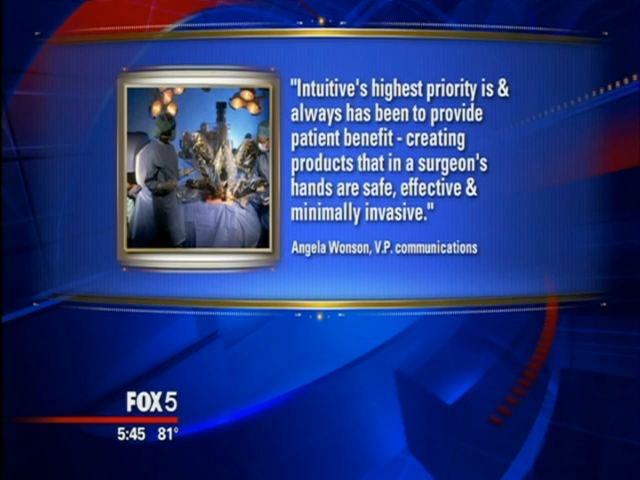 "Intuitive's highest priority is &
always has been to provide
patient benefit - creating
products that in a surgeon's
hands are safe, effective &
minimally invasive."
Angela Wonson, V.P. communications
FOX5
5:45 81°